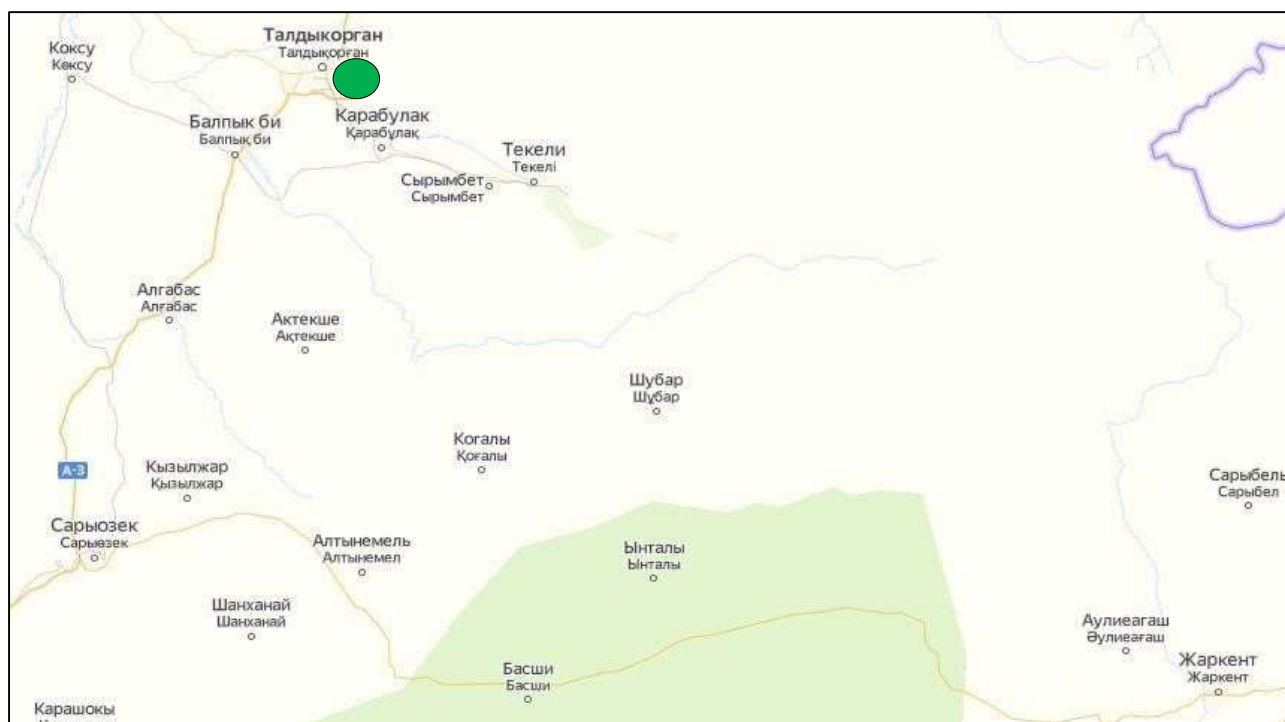 Талдыкорган
Талдықорған
Коксу
Көксу
Карабулак
Қарабұлақ
Балпык би
Балпық би
Текели
Текелі
Сырымбет
Сырымбет
Алгабас
Алғабас
Актекше
Ақтекше
Шубар
Шұбар
Когалы
Қоғалы
А-3
Кызылжар
Қызылжар
Сарыбель
Сарыбел
Сарыозек
Сарыөзек
Алтынемель
Алтынемел
Ынталы
Ынталы
Шанханай
Шанханай
Аулиеагаш
Әулиеағаш
Басши
Басши
Жаркент
Жаркент
Карашокы